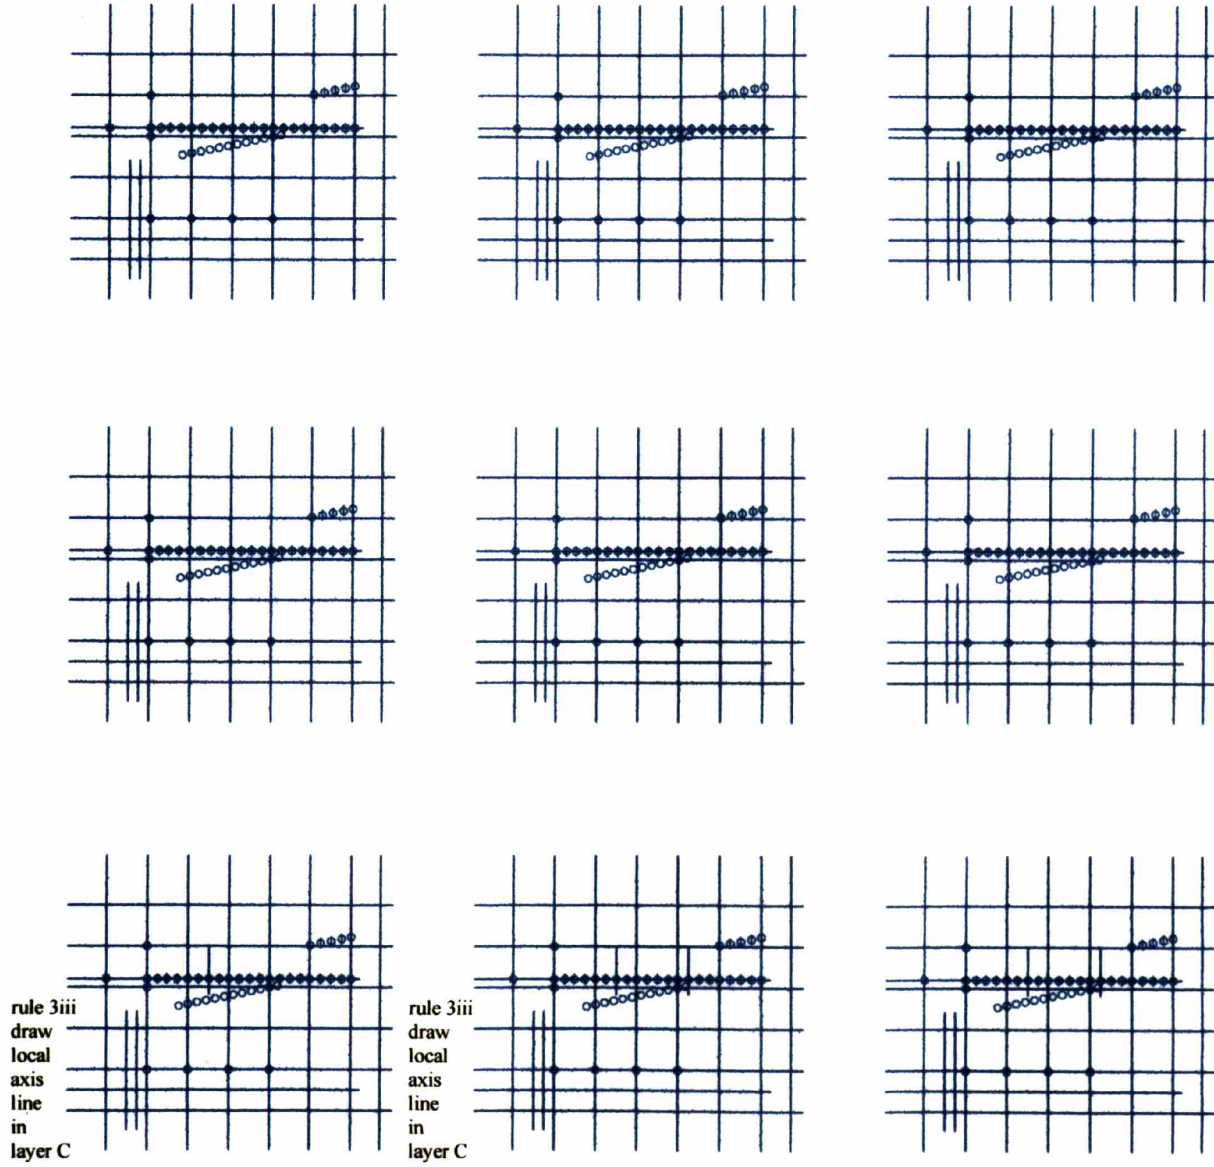 rule 3iii
draw
local
axis
line
in
layer C
rule 3iii
draw
local
axis
line
in
layer C